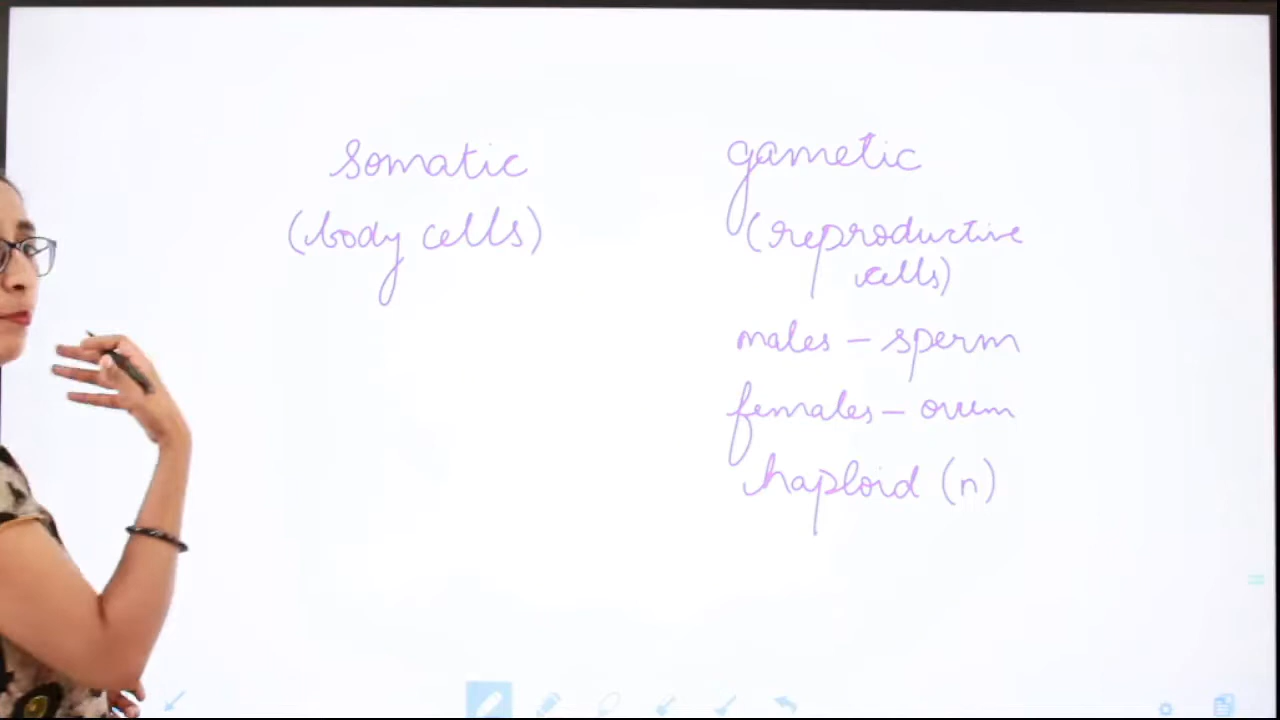 somatic
(body cells)
gametic
(reproductive
cells)
males - sperm
females - ovum
haploid (n)